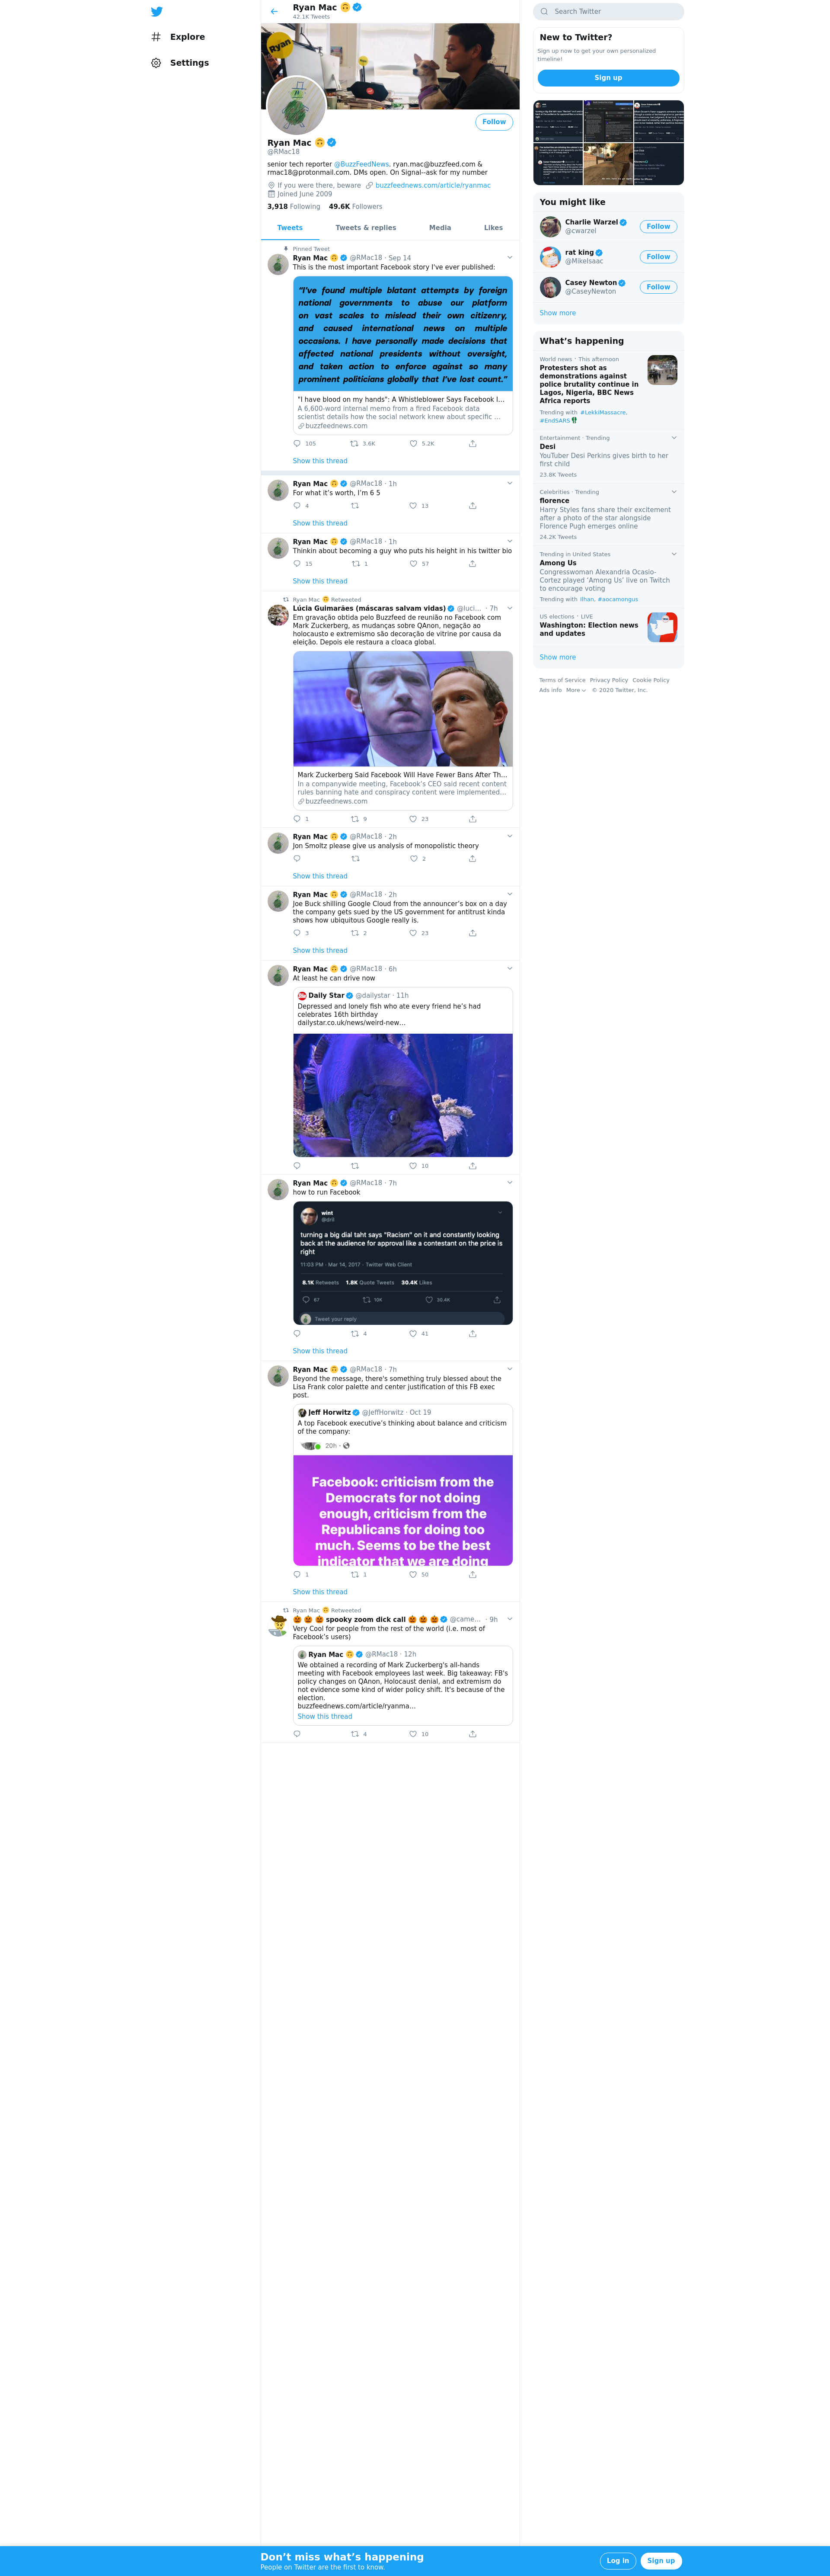 Explore
Settings
Ryan Mac
42.1K Tweets
Ryan
Follow
Ryan Mac
@RMac18
senior tech reporter @BuzzFeedNews, ryan.mac@buzzfeed.com &
rmac18@protonmail.com. DMs open. On Signal--ask for my number
If you were there, beware buzzfeednews.com/article/ryanmac
Joined June 2009
3,918 Following 49.6K Followers
Tweets Tweets & replies Media Likes
Pinned Tweet
Ryan Mac @RMac18 · Sep 14
This is the most important Facebook story I've ever published:
"I've found multiple blatant attempts by foreign
national governments to abuse our platform
on vast scales to mislead their own citizenry,
and caused international news on multiple
occasions. I have personally made decisions that
affected national presidents without oversight,
and taken action to enforce against so many
prominent politicians globally that I've lost count."
"I have blood on my hands": A Whistleblower Says Facebook I...
A 6,600-word internal memo from a fired Facebook data
scientist details how the social network knew about specific ...
buzzfeednews.com
105 3.6K 5.2K
Show this thread
Ryan Mac @RMac18 · 1h
For what it's worth, I'm 6 5
4 13
Show this thread
Ryan Mac @RMac18 · 1h
Thinkin about becoming a guy who puts his height in his twitter bio
15 1 57
Show this thread
Ryan Mac Retweeted
Lúcia Guimarães (máscaras salvam vidas) @luci... · 7h
Em gravação obtida pelo Buzzfeed de reunião no Facebook com
Mark Zuckerberg, as mudanças sobre QAnon, negação ao
holocausto e extremismo são decoração de vitrine por causa da
eleição. Depois ele restaura a cloaca global.
Mark Zuckerberg Said Facebook Will Have Fewer Bans After Th...
In a companywide meeting, Facebook's CEO said recent content
rules banning hate and conspiracy content were implemented...
buzzfeednews.com
1 9 23
Ryan Mac @RMac18 · 2h
Jon Smoltz please give us analysis of monopolistic theory
2
Show this thread
Ryan Mac @RMac18 · 2h
Joe Buck shilling Google Cloud from the announcer's box on a day
the company gets sued by the US government for antitrust kinda
shows how ubiquitous Google really is.
3 2 23
Show this thread
Ryan Mac @RMac18 · 6h
At least he can drive now
Daily Star @dailystar · 11h
Depressed and lonely fish who ate every friend he's had
celebrates 16th birthday
dailystar.co.uk/news/weird-new...
10
Ryan Mac @RMac18 · 7h
how to run Facebook
wint
@dril
turning a big dial taht says "Racism" on it and constantly looking
back at the audience for approval like a contestant on the price is
right
11:03 PM · Mar 14, 2017 · Twitter Web Client
8.1K Retweets 1.8K Quote Tweets 30.4K Likes
67 10K 30.4K
Tweet your reply
4 41
Show this thread
Ryan Mac @RMac18 · 7h
Beyond the message, there's something truly blessed about the
Lisa Frank color palette and center justification of this FB exec
post.
Jeff Horwitz @JeffHorwitz · Oct 19
A top Facebook executive's thinking about balance and criticism
of the company:
20h ·
Facebook: criticism from the
Democrats for not doing
enough, criticism from the
Republicans for doing too
much. Seems to be the best
indicator that we are doing
1 1 50
Show this thread
Ryan Mac Retweeted
spooky zoom dick call @came... · 9h
Very Cool for people from the rest of the world (i.e. most of
Facebook's users)
Ryan Mac @RMac18 · 12h
We obtained a recording of Mark Zuckerberg's all-hands
meeting with Facebook employees last week. Big takeaway: FB's
policy changes on QAnon, Holocaust denial, and extremism do
not evidence some kind of wider policy shift. It's because of the
election.
buzzfeednews.com/article/ryanma...
Show this thread
4 10
Search Twitter
New to Twitter?
Sign up now to get your own personalized
timeline!
Sign up
You might like
Charlie Warzel
@cwarzel
Follow
rat king
@MikeIsaac
Follow
Casey Newton
@CaseyNewton
Follow
Show more
What's happening
World news · This afternoon
Protesters shot as
demonstrations against
police brutality continue in
Lagos, Nigeria, BBC News
Africa reports
Trending with #LekkiMassacre,
#EndSARS
Entertainment · Trending
Desi
YouTuber Desi Perkins gives birth to her
first child
23.8K Tweets
Celebrities · Trending
florence
Harry Styles fans share their excitement
after a photo of the star alongside
Florence Pugh emerges online
24.2K Tweets
Trending in United States
Among Us
Congresswoman Alexandria Ocasio-
Cortez played 'Among Us' live on Twitch
to encourage voting
Trending with Ilhan, #aocamongus
US elections · LIVE
Washington: Election news
and updates
Show more
Terms of Service Privacy Policy Cookie Policy
Ads info More © 2020 Twitter, Inc.
Don't miss what's happening
People on Twitter are the first to know.
Log in Sign up